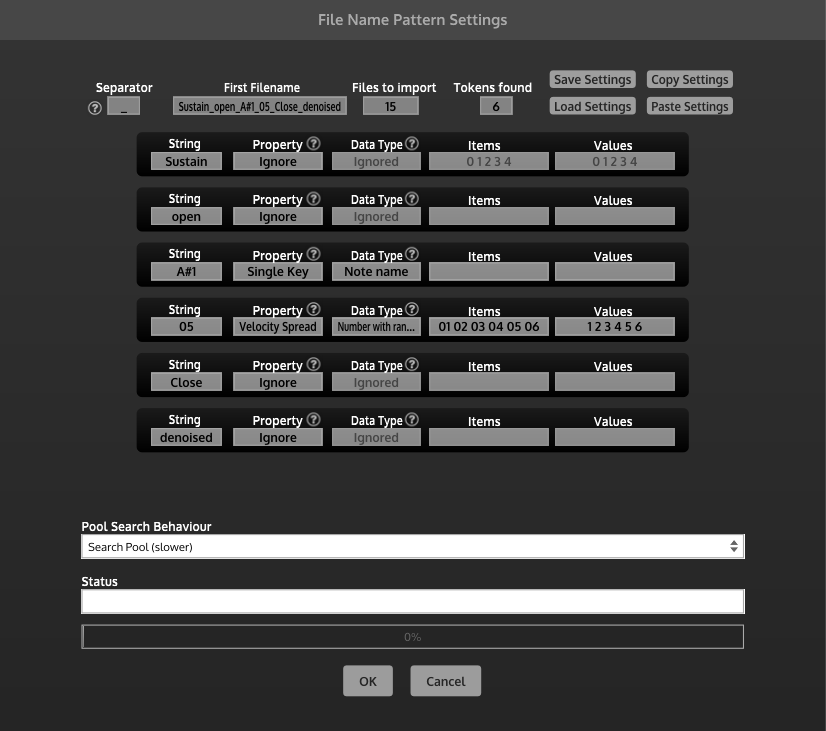 File Name Pattern Settings
Separator First Filename Files to import Tokens found Save Settings Copy Settings
? _ Sustain_open_A#1_05_Close_denoised 15 6 Load Settings Paste Settings
String Property ? Data Type ? Items Values
Sustain Ignore Ignored 0 1 2 3 4 0 1 2 3 4
String Property ? Data Type ? Items Values
open Ignore Ignored
String Property ? Data Type ? Items Values
A#1 Single Key Note name
String Property ? Data Type ? Items Values
05 Velocity Spread Number with ran... 01 02 03 04 05 06 1 2 3 4 5 6
String Property ? Data Type ? Items Values
Close Ignore Ignored
String Property ? Data Type ? Items Values
denoised Ignore Ignored
Pool Search Behaviour
Search Pool (slower)
Status
0%
OK Cancel